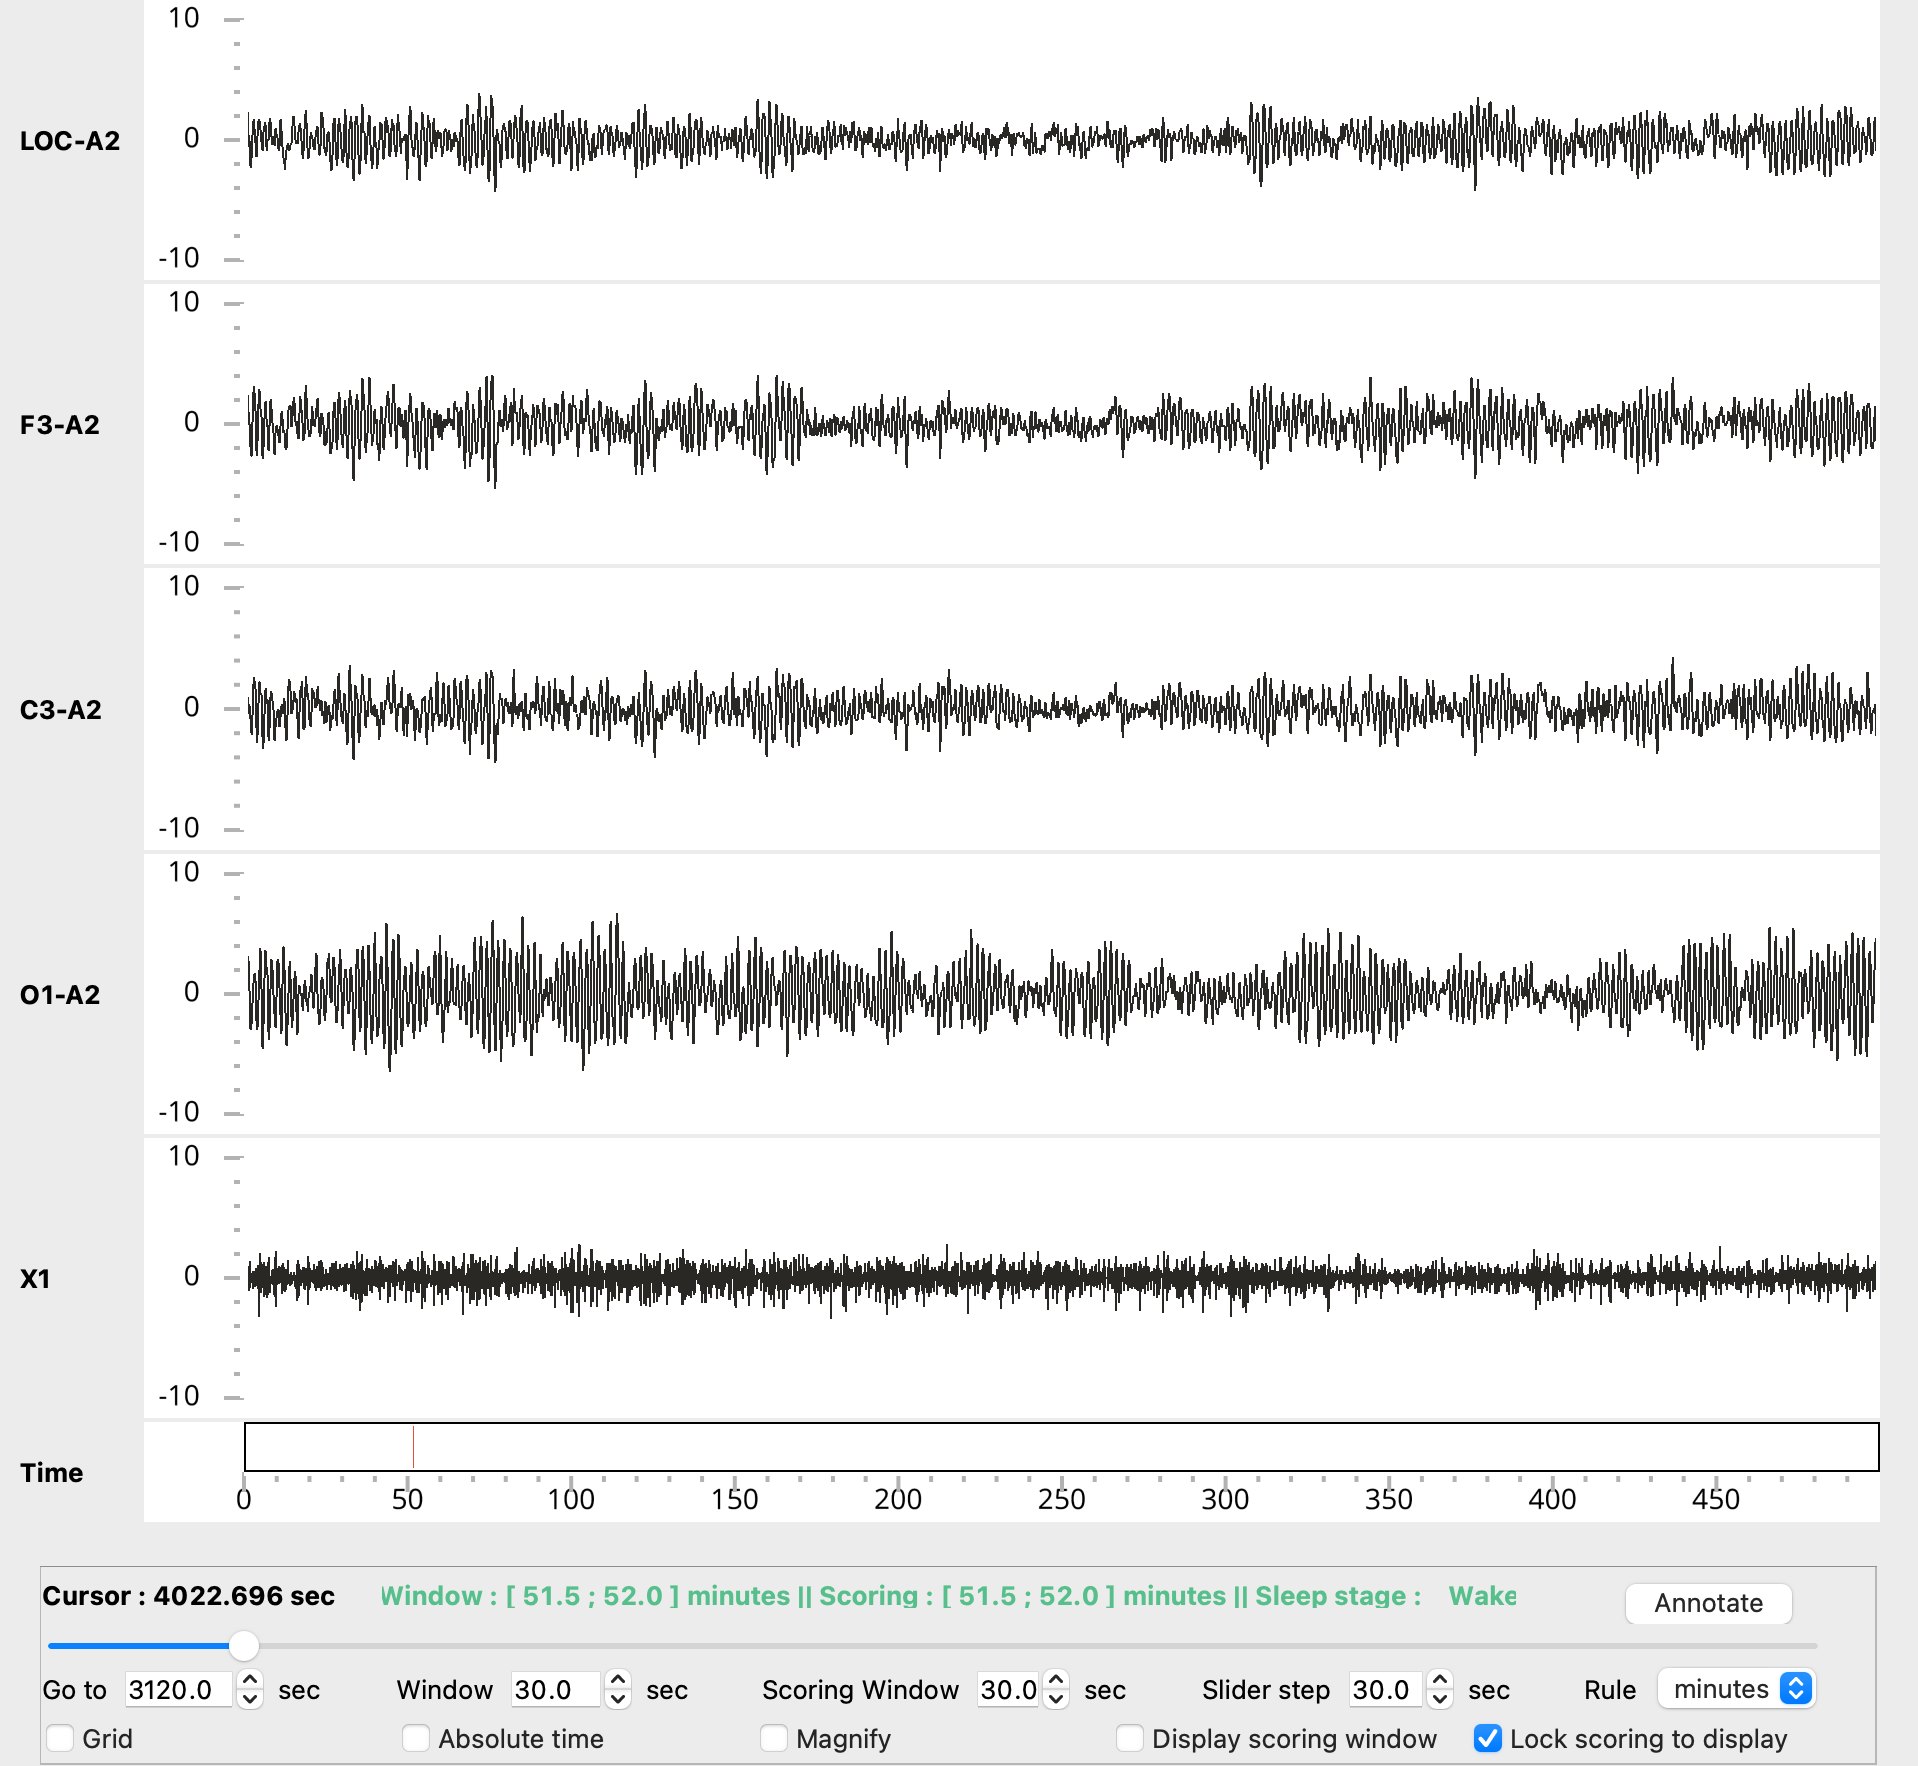 10
LOC-A2
0
-10
10
F3-A2
0
-10
10
C3-A2
0
-10
10
O1-A2
0
-10
10
X1
0
-10
Time
0 50 100 150 200 250 300 350 400 450
Cursor : 4022.696 sec Window : [ 51.5 ; 52.0 ] minutes || Scoring : [ 51.5 ; 52.0 ] minutes || Sleep stage : Wake Annotate
Go to 3120.0 sec Window 30.0 sec Scoring Window 30.0 sec Slider step 30.0 sec Rule minutes
Grid Absolute time Magnify Display scoring window Lock scoring to display